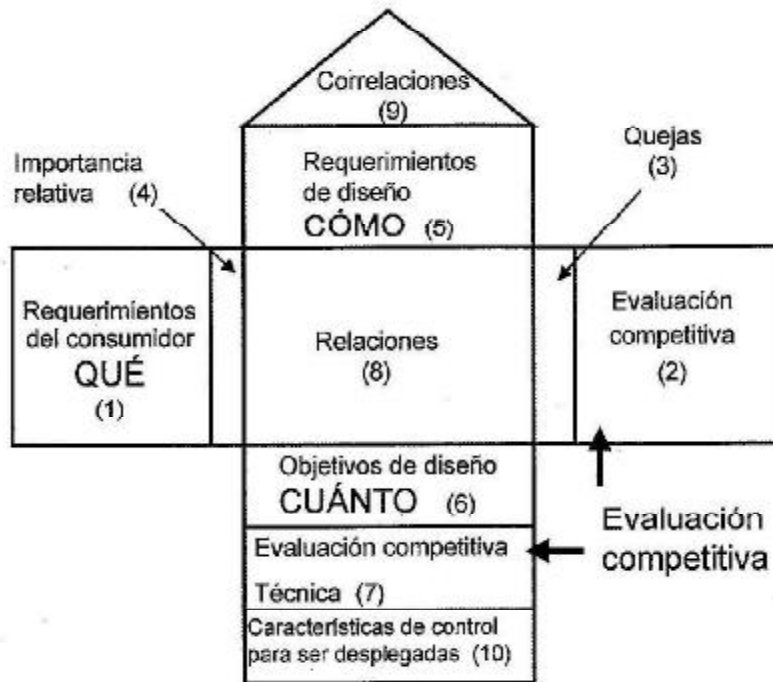 Correlaciones
(9)
Importancia
relativa (4)
Requerimientos
de diseño
CÓMO (5)
Quejas
(3)
Requerimientos
del consumidor
QUÉ
(1)
Relaciones
(8)
Evaluación
competitiva
(2)
Objetivos de diseño
CUÁNTO (6)
Evaluación competitiva
Técnica (7)
Evaluación
competitiva
Características de control
para ser desplegadas (10)